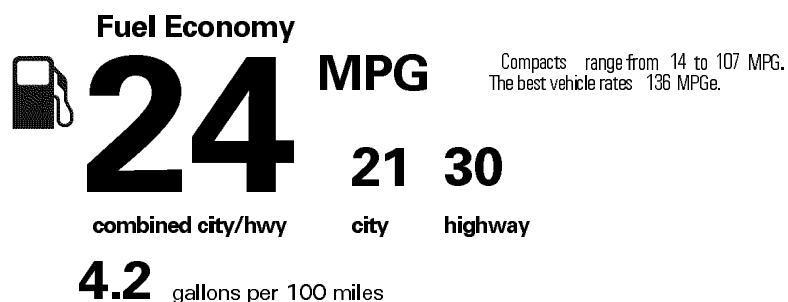 Fuel Economy
24 MPG
Compacts range from 14 to 107 MPG.
The best vehicle rates 136 MPGe.
21 30
combined city/hwy city highway
4.2 gallons per 100 miles